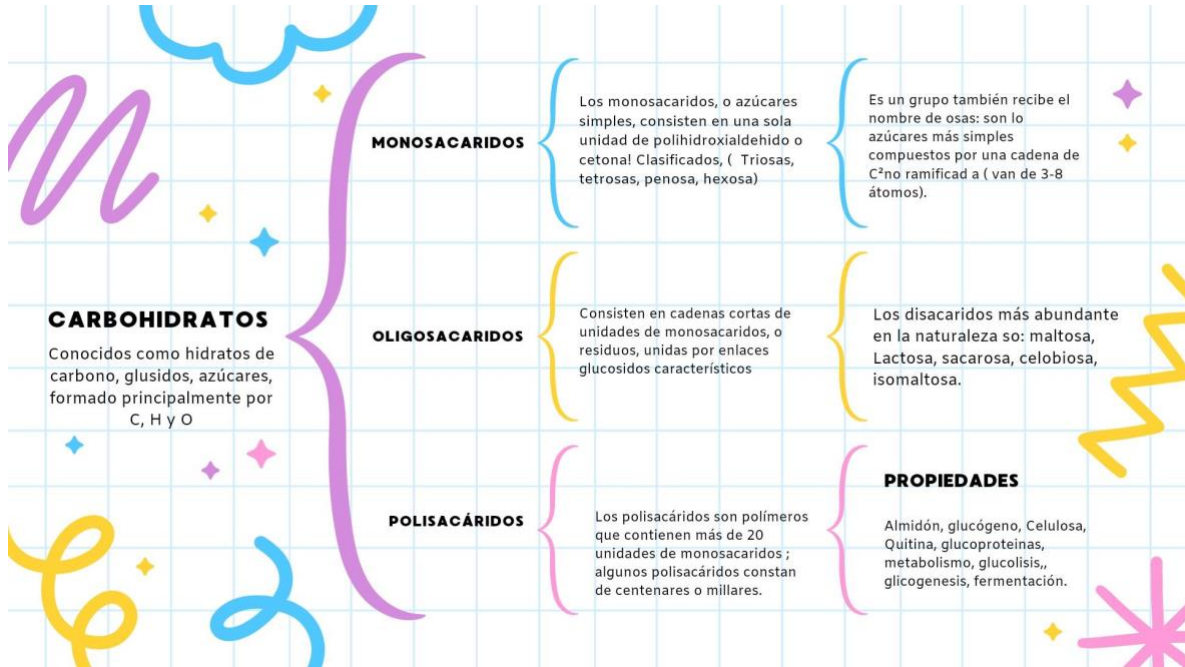 CARBOHIDRATOS
Conocidos como hidratos de
carbono, glusidos, azúcares,
formado principalmente por
C, H y O
MONOSACARIDOS
Los monosacaridos, o azúcares
simples, consisten en una sola
unidad de polihidroxialdehido o
cetona! Clasificados, ( Triosas,
tetrosas, penosa, hexosa)
Es un grupo también recibe el
nombre de osas: son lo
azúcares más simples
compuestos por una cadena de
C²no ramificad a ( van de 3-8
átomos).
OLIGOSACARIDOS
Consisten en cadenas cortas de
unidades de monosacaridos, o
residuos, unidas por enlaces
glucosidos característicos
Los disacaridos más abundante
en la naturaleza so: maltosa,
Lactosa, sacarosa, celobiosa,
isomaltosa.
POLISACÁRIDOS
Los polisacáridos son polímeros
que contienen más de 20
unidades de monosacaridos ;
algunos polisacáridos constan
de centenares o millares.
PROPIEDADES
Almidón, glucógeno, Celulosa,
Quitina, glucoproteinas,
metabolismo, glucolisis,,
glicogenesis, fermentación.